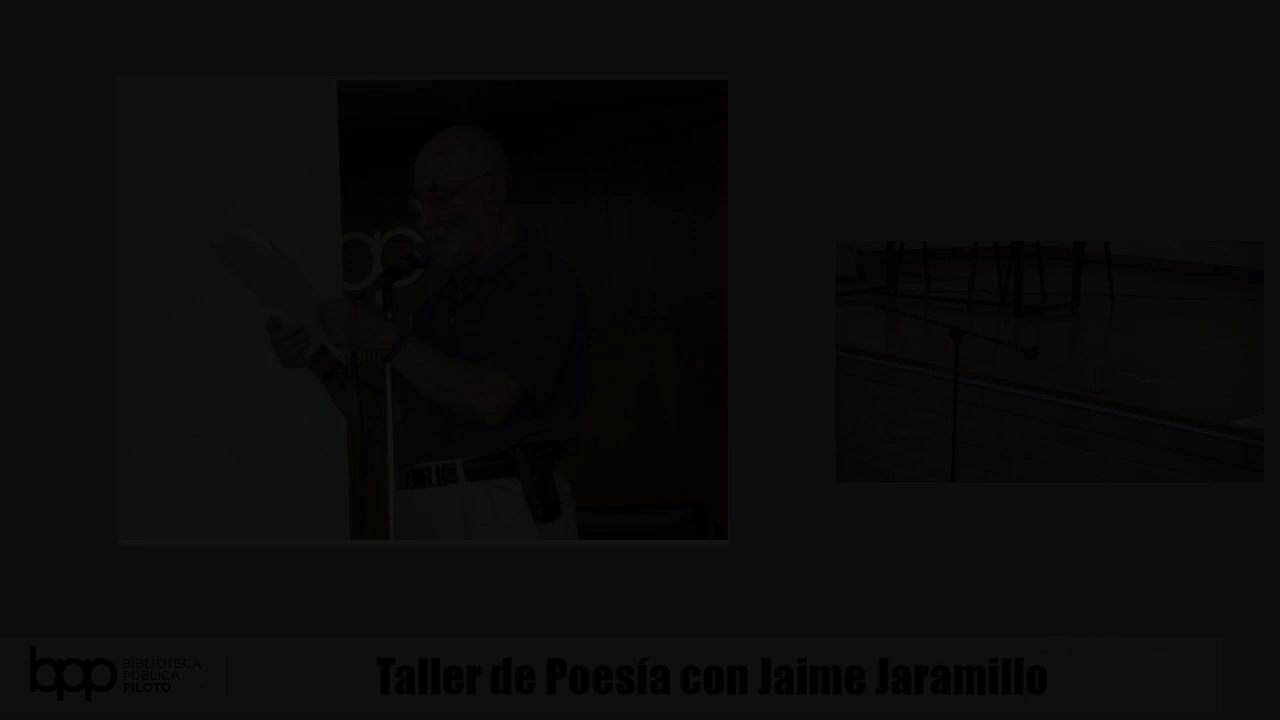 bpp
BIBLIOTECA
PÚBLICA
PILOTO
Taller de Poesía con Jaime Jaramillo